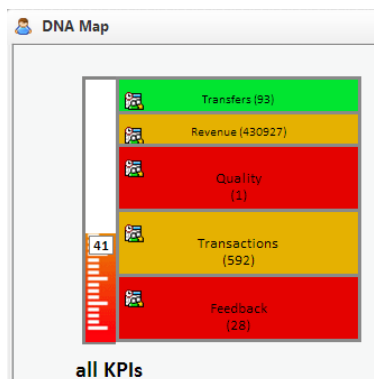 DNA Map
Transfers (93)
Revenue (430927)
Quality
(1)
41
Transactions
(592)
Feedback
(28)
all KPIs